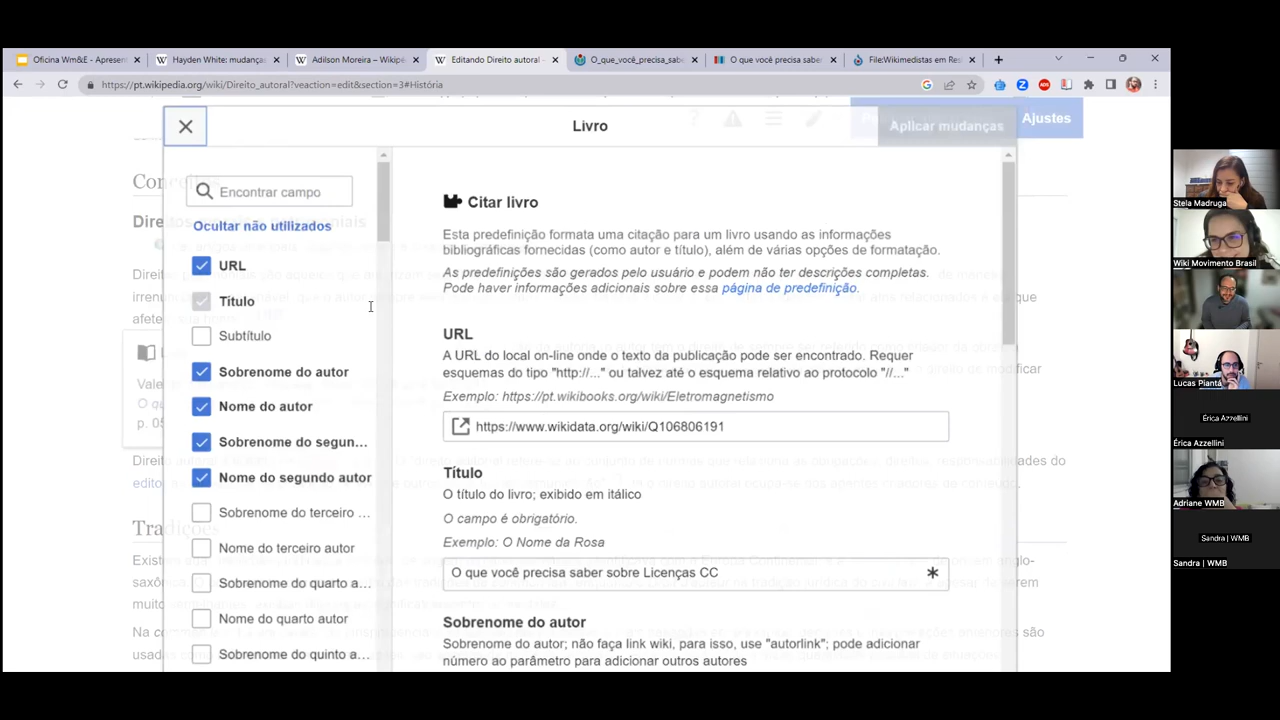 Oficina Wm&E - Apresent
Hayden White: mudança
Adilson Moreira – Wikipé
Editando Direito autoral -
O_que_você_precisa_sabe
O que você precisa saber
File:Wikimedistas em Res
https://pt.wikipedia.org/wiki/Direito_autoral?veaction=edit&section=3#História
Livro
Aplicar mudanças
Ajustes
Encontrar campo
Ocultar não utilizados
URL
Título
Subtítulo
Sobrenome do autor
Nome do autor
Sobrenome do segun...
Nome do segundo autor
Sobrenome do terceiro ...
Nome do terceiro autor
Sobrenome do quarto a...
Nome do quarto autor
Sobrenome do quinto a...
Citar livro
Esta predefinição formata uma citação para um livro usando as informações
bibliográficas fornecidas (como autor e título), além de várias opções de formatação.
As predefinições são gerados pelo usuário e podem não ter descrições completas.
Pode haver informações adicionais sobre essa página de predefinição.
URL
A URL do local on-line onde o texto da publicação pode ser encontrado. Requer
esquemas do tipo "http://..." ou talvez até o esquema relativo ao protocolo "//..."
Exemplo: https://pt.wikibooks.org/wiki/Eletromagnetismo
https://www.wikidata.org/wiki/Q106806191
Título
O título do livro; exibido em itálico
O campo é obrigatório.
Exemplo: O Nome da Rosa
O que você precisa saber sobre Licenças CC
Sobrenome do autor
Sobrenome do autor; não faça link wiki, para isso, use "autorlink"; pode adicionar
número ao parâmetro para adicionar outros autores
Stela Madruga
Wiki Movimento Brasil
Lucas Piantá
Érica Azzellini
Érica Azzellini
Adriane WMB
Sandra | WMB
Sandra | WMB